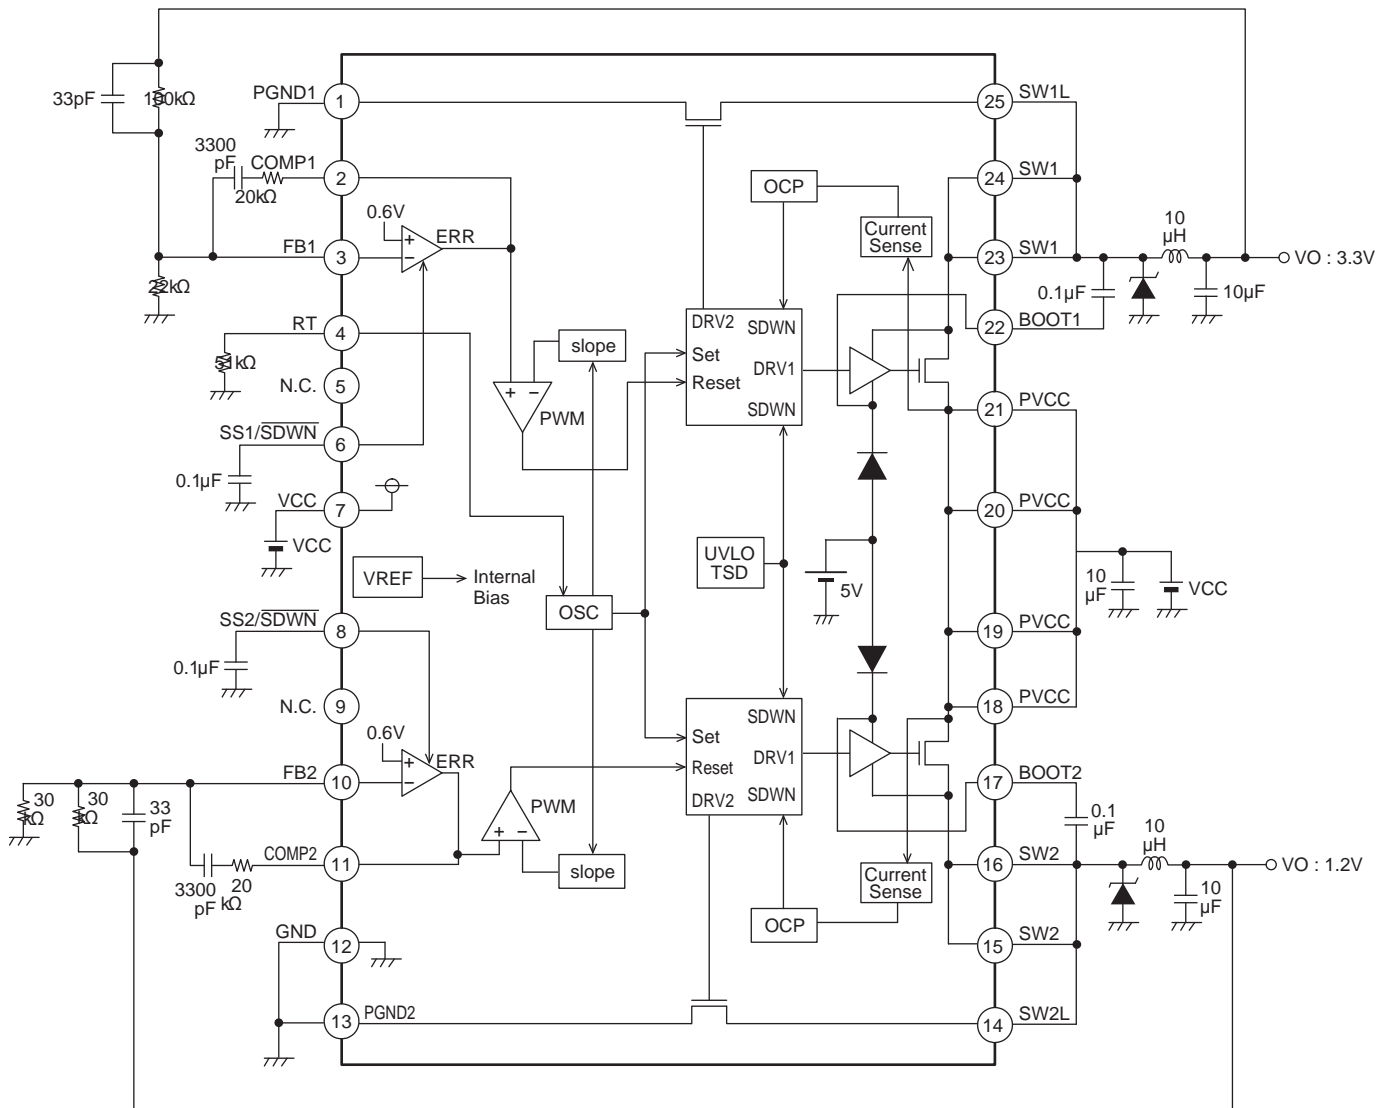 33pF
100kΩ
3300
pF
20kΩ
COMP1
PGND1
1
2
FB1
3
22kΩ
RT
4
51kΩ
N.C.
5
SS1/SDWN
6
0.1µF
VCC
7
VCC
SS2/SDWN
8
0.1µF
N.C.
9
FB2
10
30
kΩ
30
kΩ
33
pF
COMP2
11
3300
pF
20
kΩ
GND
12
13
PGND2
0.6V
+
−
ERR
+ −
PWM
slope
VREF
Internal
Bias
OSC
0.6V
+
−
ERR
PWM
+ −
slope
OCP
Current
Sense
DRV2
SDWN
Set
DRV1
Reset
SDWN
UVLO
TSD
5V
SDWN
Set
DRV1
Reset
DRV2
SDWN
OCP
Current
Sense
25
SW1L
24
SW1
23
SW1
22
BOOT1
0.1µF
10
µH
10µF
VO : 3.3V
21
PVCC
20
PVCC
19
PVCC
18
PVCC
10
µF
VCC
17
BOOT2
0.1
µF
16
SW2
10
µH
10
µF
VO : 1.2V
15
SW2
14
SW2L